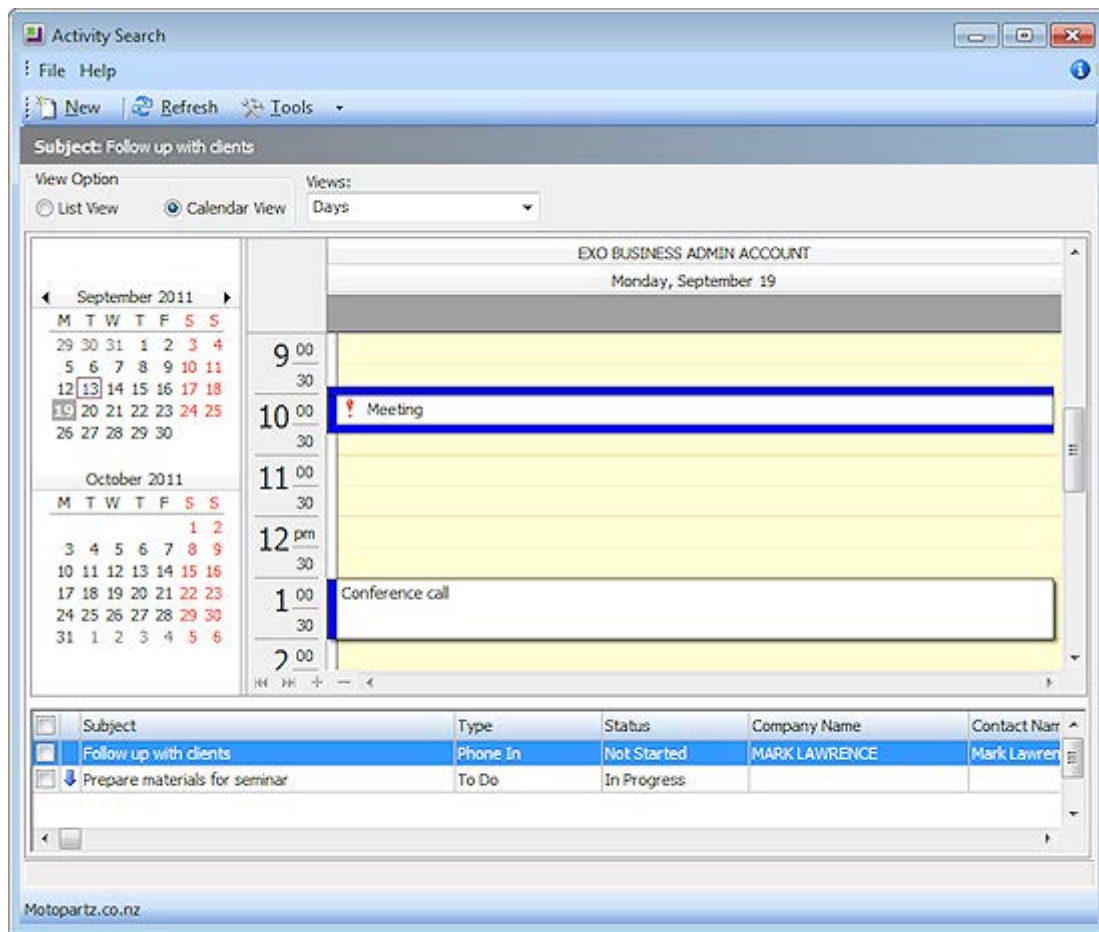 Activity Search
File Help
New Refresh Tools
Subject: Follow up with clients
View Option
List View Calendar View
Views:
Days
September 2011
M T W T F S S
29 30 31 1 2 3 4
5 6 7 8 9 10 11
12 13 14 15 16 17 18
19 20 21 22 23 24 25
26 27 28 29 30
October 2011
M T W T F S S
1 2
3 4 5 6 7 8 9
10 11 12 13 14 15 16
17 18 19 20 21 22 23
24 25 26 27 28 29 30
31 1 2 3 4 5 6
EXO BUSINESS ADMIN ACCOUNT
Monday, September 19
9 00
30
10 00 Meeting
30
11 00
30
12 pm
30
1 00 Conference call
30
2 00
Subject Type Status Company Name Contact Nam
Follow up with clients Phone In Not Started MARK LAWRENCE Mark Lawren
Prepare materials for seminar To Do In Progress
Motopartz.co.nz